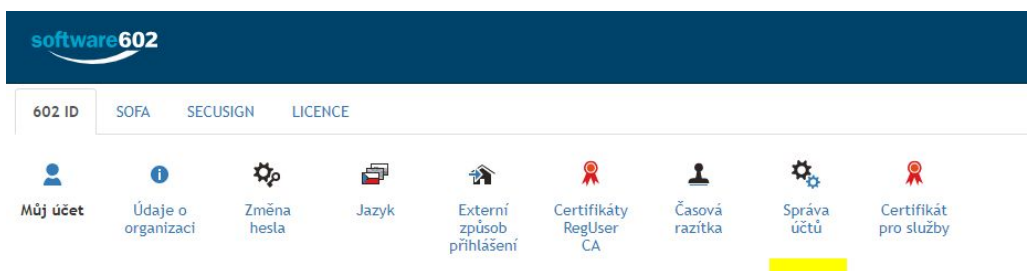 software602
602 ID SOFA SECUSIGN LICENCE
Můj účet Údaje o Změna Jazyk Externí Certifikáty Časová Správa Certifikát
organizaci hesla způsob RegUser razítka účtů pro služby
přihlášení CA